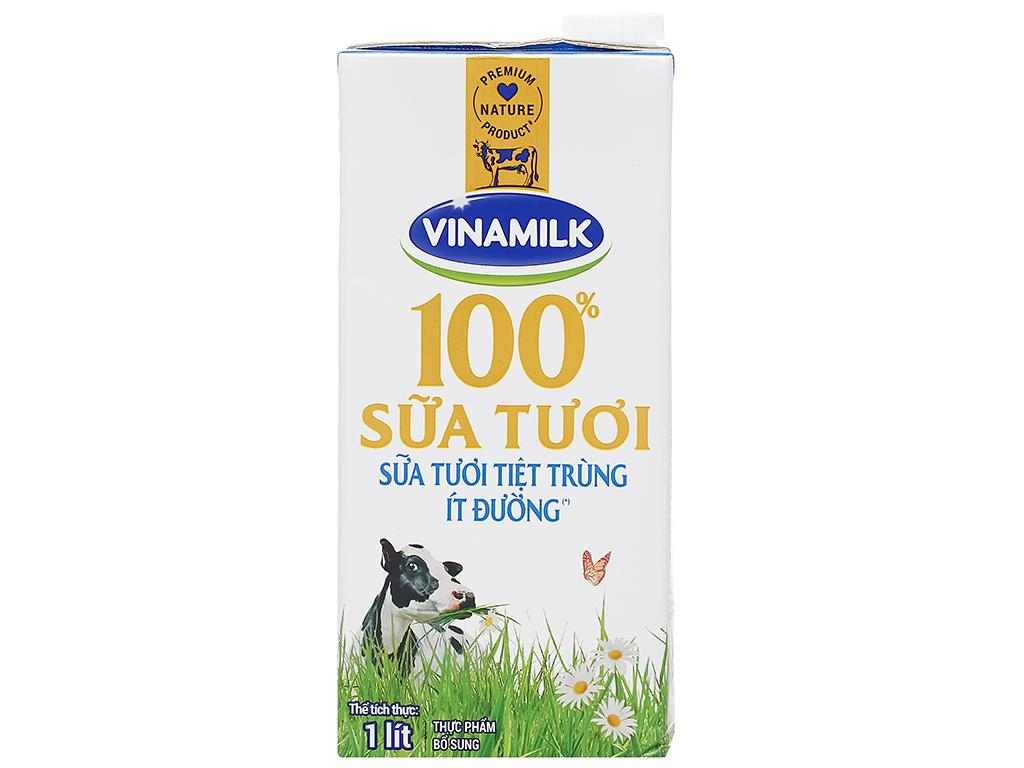 PREMIUM
NATURE
PRODUCT'
VINAMILK
100%
SỮA TƯƠI
SỮA TƯƠI TIỆT TRÙNG
ÍT ĐƯỜNG(*)
Thể tích thực:
1 lít
THỰC PHẨM
BỔ SUNG